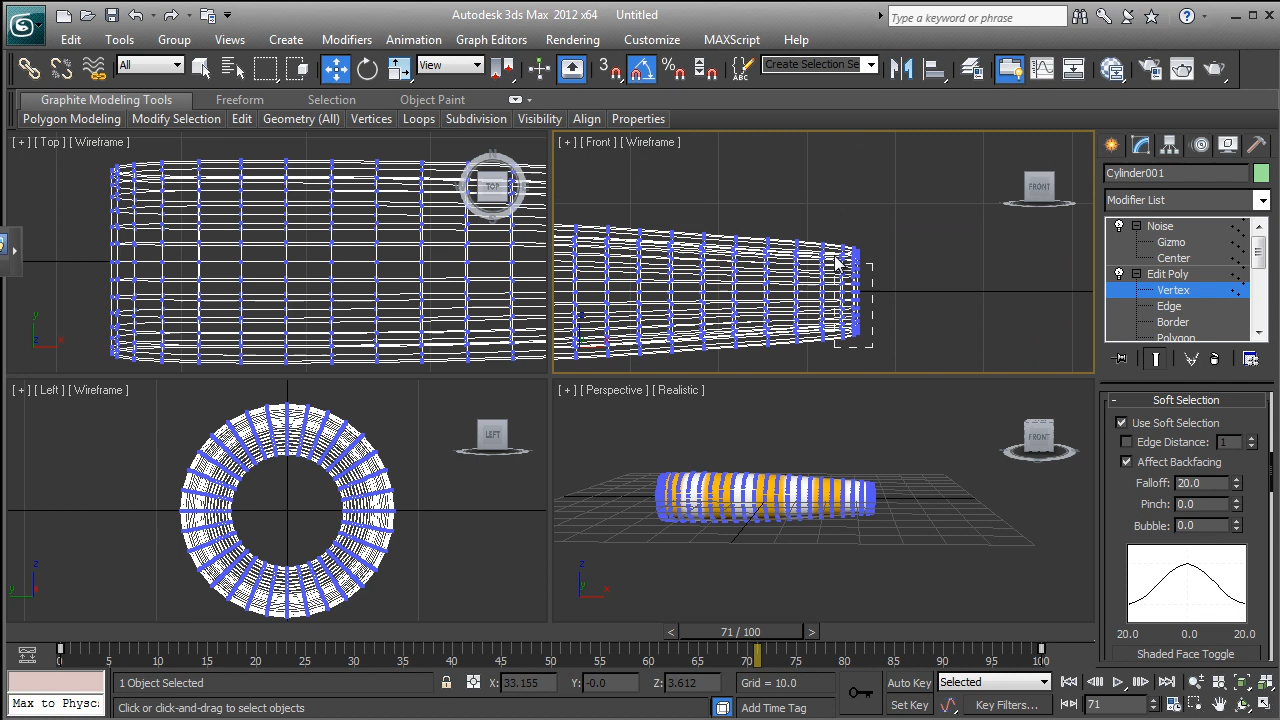 Autodesk 3ds Max 2012 x64 Untitled
Type a keyword or phrase
Edit Tools Group Views Create Modifiers Animation Graph Editors Rendering Customize MAXScript Help
All View 3 ABC Create Selection Se
Graphite Modeling Tools Freeform Selection Object Paint
Polygon Modeling Modify Selection Edit Geometry (All) Vertices Loops Subdivision Visibility Align Properties
[ + ] [ Top ] [ Wireframe ]
TOP
y
z x
[ + ] [ Front ] [ Wireframe ]
FRONT
[ + ] [ Left ] [ Wireframe ]
LEFT
z
y x
[ + ] [ Perspective ] [ Realistic ]
FRONT
z
y x
Cylinder001
Modifier List
Noise
Gizmo
Center
Edit Poly
Vertex
Edge
Border
Polygon
- Soft Selection
Use Soft Selection
Edge Distance: 1
Affect Backfacing
Falloff: 20.0
Pinch: 0.0
Bubble: 0.0
20.0 0.0 20.0
Shaded Face Toggle
< 71 / 100 >
0 5 10 15 20 25 30 35 40 45 50 55 60 65 70 75 80 85 90 95 100
1 Object Selected X: 33.155 Y: -0.0 Z: 3.612 Grid = 10.0 Auto Key Selected
Max to Physc Click or click-and-drag to select objects Add Time Tag Set Key Key Filters... 71